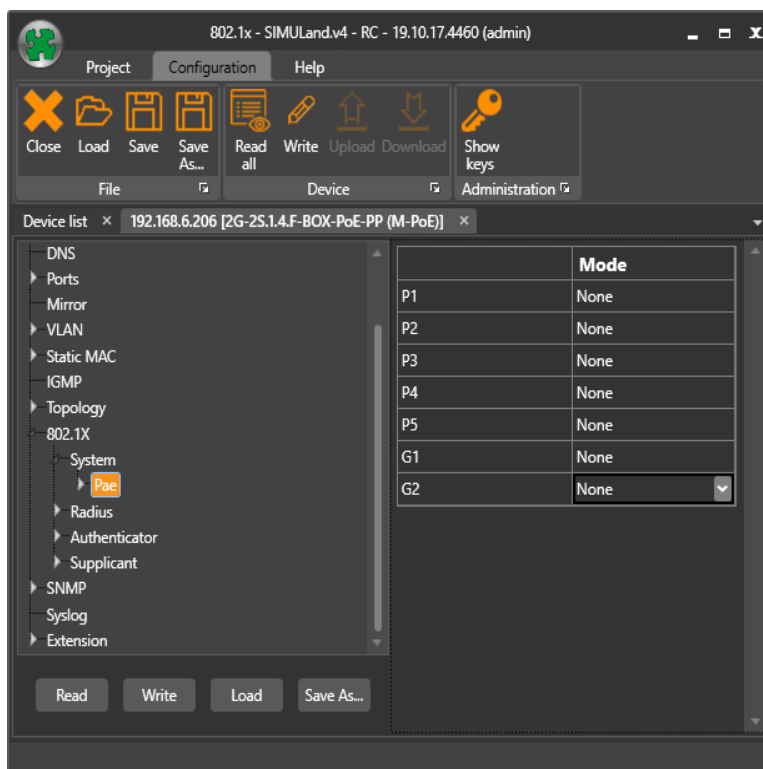 802.1x - SIMULand.v4 - RC - 19.10.17.4460 (admin)
Project Configuration Help
Close Load Save Save As... Read all Write Upload Download Show keys
File Device Administration
Device list × 192.168.6.206 [2G-2S.1.4.F-BOX-PoE-PP (M-PoE)] ×
DNS
Ports
Mirror
VLAN
Static MAC
IGMP
Topology
802.1X
System
Pae
Radius
Authenticator
Supplicant
SNMP
Syslog
Extension
Read Write Load Save As...
Mode
P1 None
P2 None
P3 None
P4 None
P5 None
G1 None
G2 None